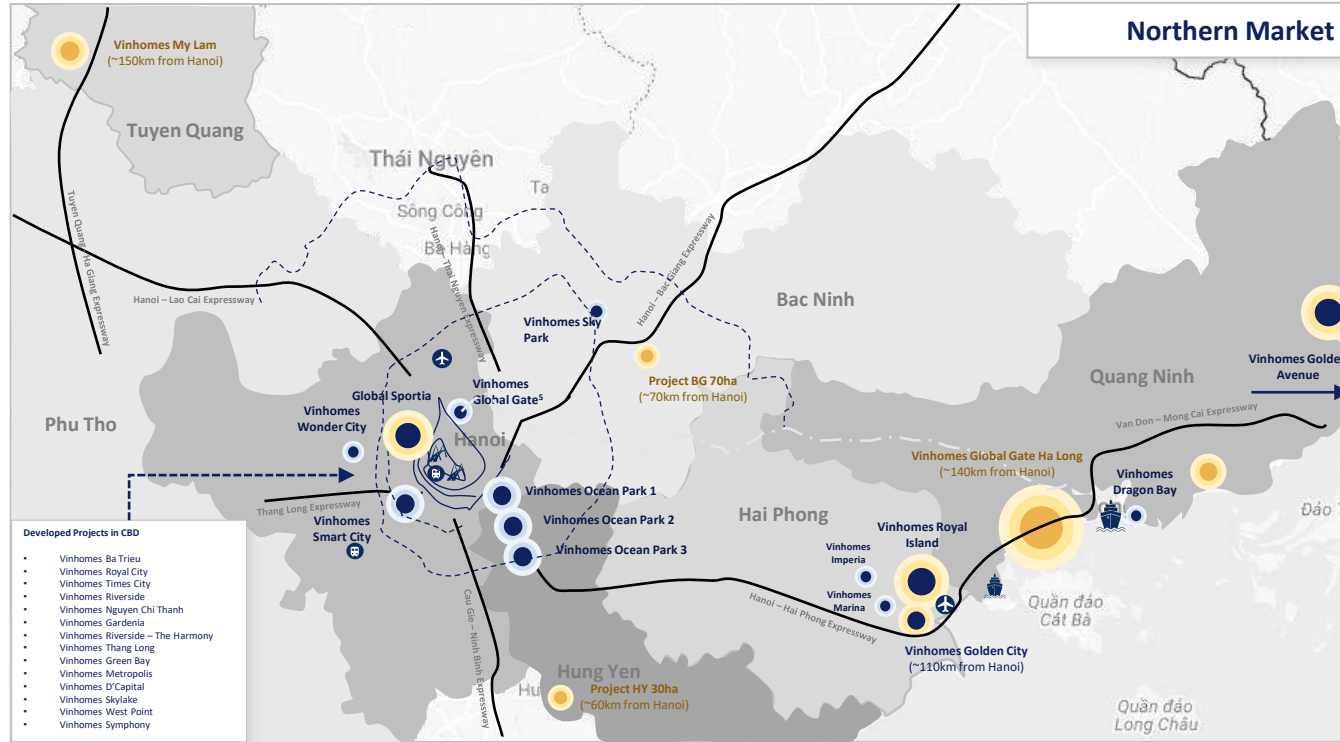 Northern Market
Vinhomes My Lam
(~150km from Hanoi)
Tuyen Quang
Thái Nguyên
Ta
Sông Công
Ba Hàng
Tuyen Quang - Ha Giang Expressway
Hanoi – Lao Cai Expressway
Hanoi – Thai Nguyen Expressway
Hanoi – Bac Giang Expressway
Bac Ninh
Vinhomes Sky
Park
Project BG 70ha
(~70km from Hanoi)
Quang Ninh
Vinhomes Golde
Avenue
Van Don – Mong Cai Expressway
Phu Tho
Global Sportia
Vinhomes
Global Gate⁵
Vinhomes
Wonder City
Hanoi
Vinhomes Global Gate Ha Long
(~140km from Hanoi)
Vinhomes
Dragon Bay
Thang Long Expressway
Vinhomes
Smart City
Vinhomes Ocean Park 1
Vinhomes Ocean Park 2
Vinhomes Ocean Park 3
Hai Phong
Vinhomes Royal
Island
Vinhomes
Imperia
Vinhomes
Marina
Đảo
Hanoi – Hai Phong Expressway
Quần đảo
Cát Bà
Vinhomes Golden City
(~110km from Hanoi)
Cau Gie – Ninh Binh Expressway
Hung Yen
Hu
Project HY 30ha
(~60km from Hanoi)
Quần đảo
Long Châu
Developed Projects in CBD
• Vinhomes Ba Trieu
• Vinhomes Royal City
• Vinhomes Times City
• Vinhomes Riverside
• Vinhomes Nguyen Chi Thanh
• Vinhomes Gardenia
• Vinhomes Riverside – The Harmony
• Vinhomes Thang Long
• Vinhomes Green Bay
• Vinhomes Metropolis
• Vinhomes D'Capital
• Vinhomes Skylake
• Vinhomes West Point
• Vinhomes Symphony